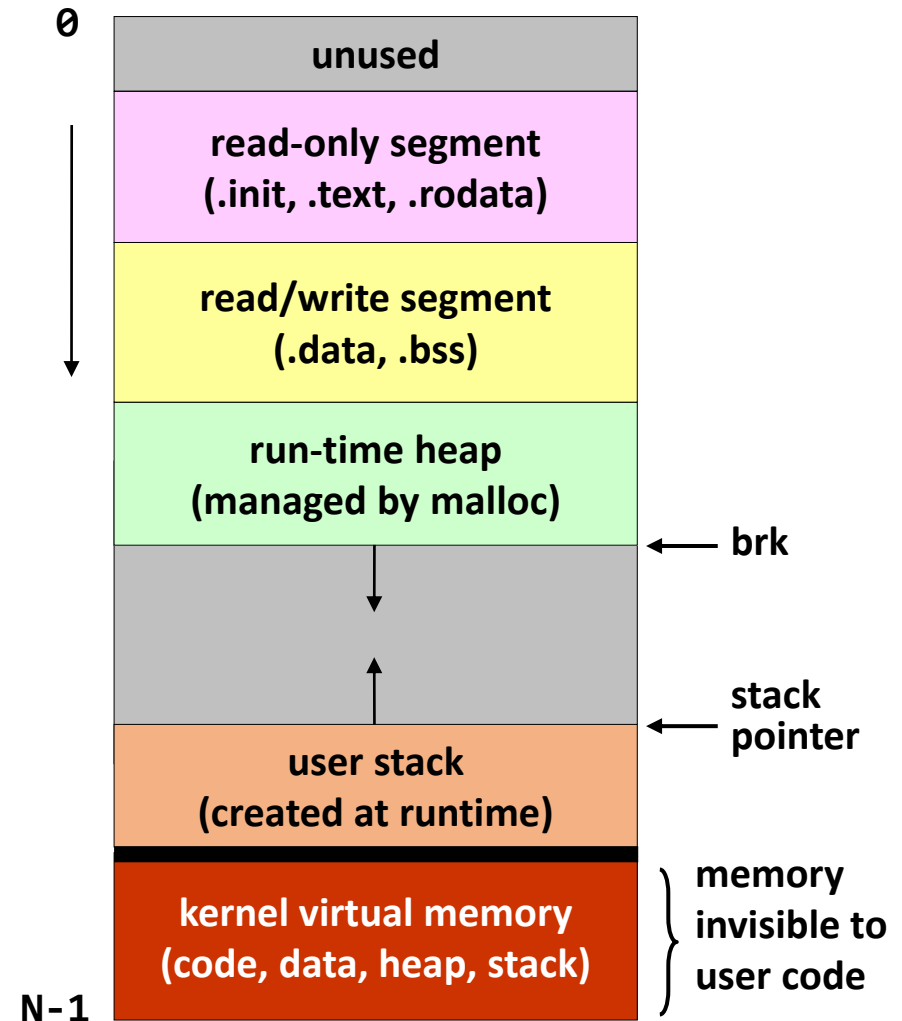 0
unused
read-only segment
(.init, .text, .rodata)
read/write segment
(.data, .bss)
run-time heap
(managed by malloc)
brk
stack
pointer
user stack
(created at runtime)
kernel virtual memory
(code, data, heap, stack)
memory
invisible to
user code
N-1